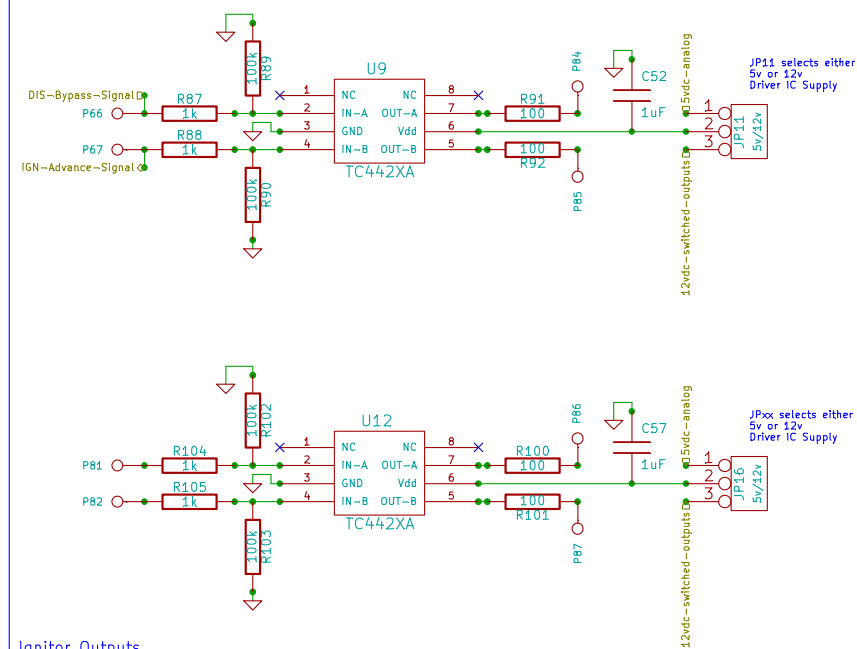 DIS-Bypass-Signal
P66
R87
1k
P67
R88
1k
IGN-Advance-Signal
100k
R89
100k
R90
U9
1
NC
NC
8
2
IN-A
OUT-A
7
3
GND
Vdd
6
4
IN-B
OUT-B
5
TC442XA
R91
100
100
R92
P84
P85
C52
1uF
5vdc-analog
12vdc-switched-outputs
1
2
3
JP11
5v/12v
JP11 selects either
5v or 12v
Driver IC Supply
P81
R104
1k
P82
R105
1k
100k
R102
100k
R103
U12
1
NC
NC
8
2
IN-A
OUT-A
7
3
GND
Vdd
6
4
IN-B
OUT-B
5
TC442XA
R100
100
100
R101
P86
P87
C57
1uF
5vdc-analog
12vdc-switched-outputs
1
2
3
JP16
5v/12v
JPxx selects either
5v or 12v
Driver IC Supply
Ignitor Outputs